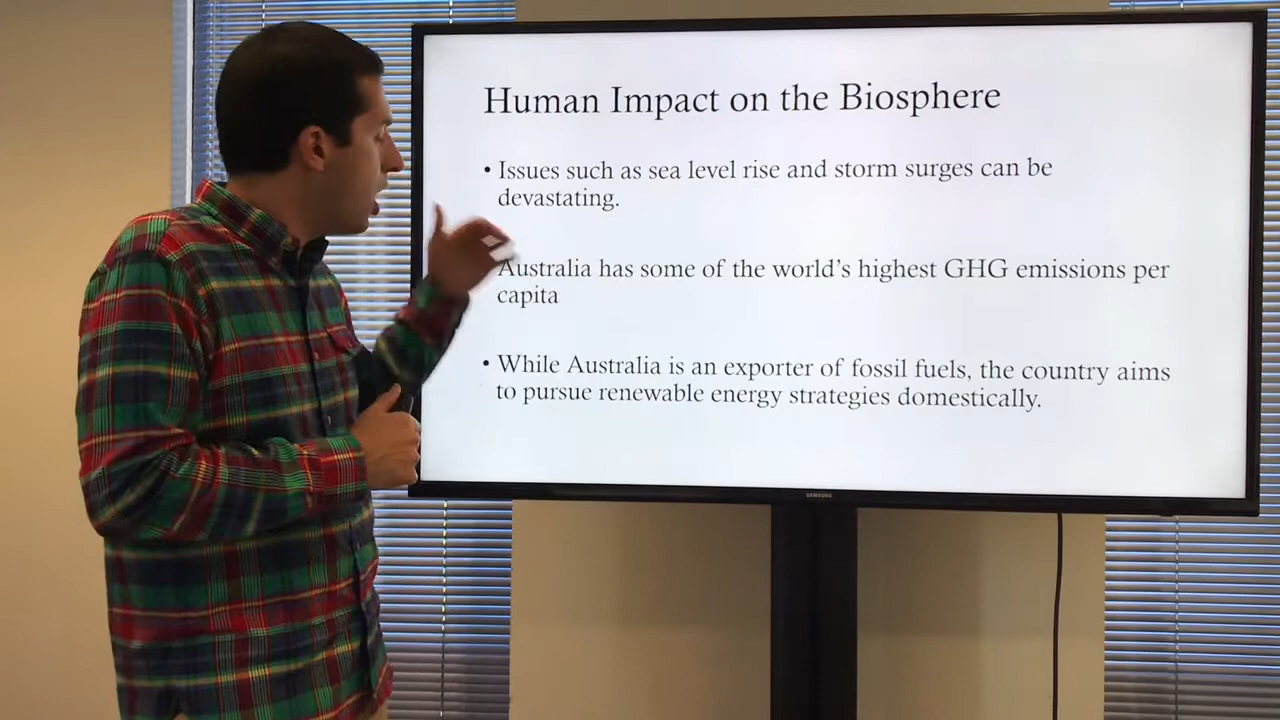 Human Impact on the Biosphere
• Issues such as sea level rise and storm surges can be
devastating.
Australia has some of the world's highest GHG emissions per
capita
• While Australia is an exporter of fossil fuels, the country aims
to pursue renewable energy strategies domestically.
SAMSUNG